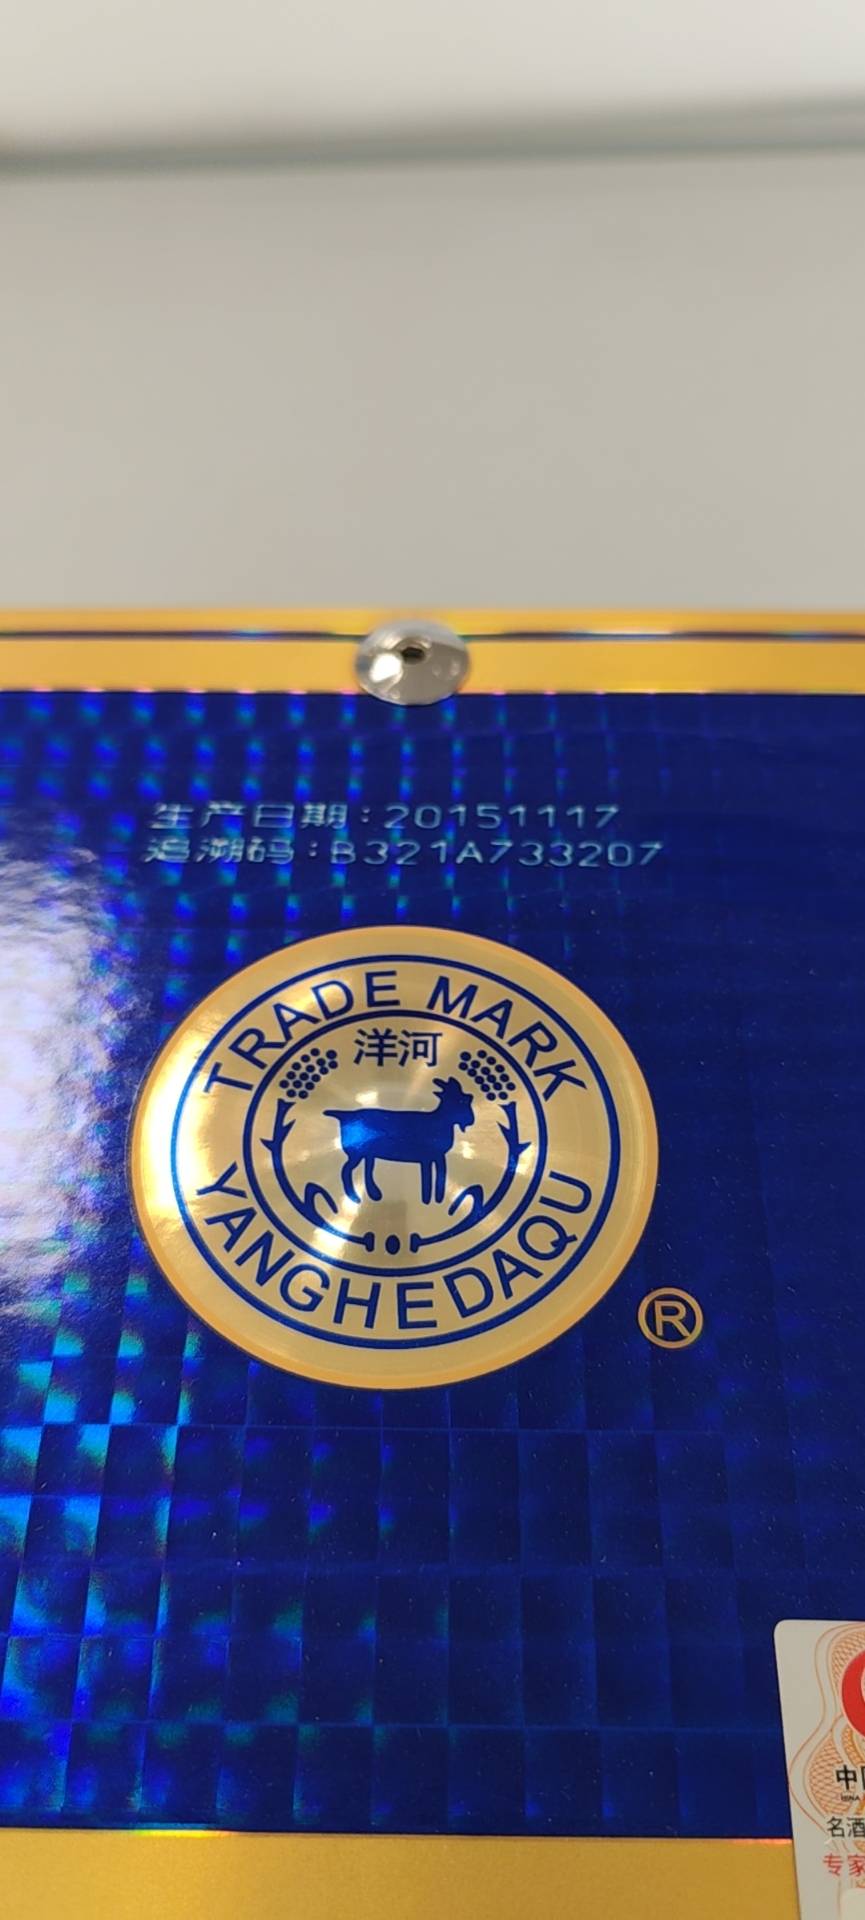 生产日期：20151117
追溯码：B321A733207
TRADE MARK
洋河
YANGHEDAQU
®
中
名酒
专家